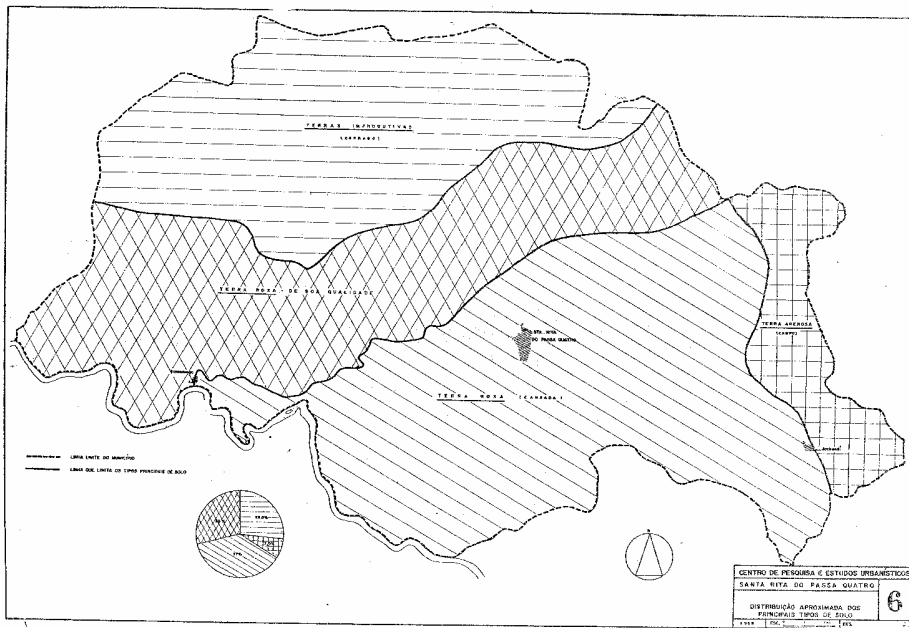 TERRAS IMPRODUTIVAS
(CERRADO)
TERRA ROXA DE BOA QUALIDADE
STA. RITA
DO PASSA QUATRO
TERRA ARENOSA
(CAMPO)
TERRA ROXA (CANSADA)
LINHA LIMITE DO MUNICÍPIO
LINHA QUE LIMITA OS TIPOS PRINCIPAIS DE SOLO
CENTRO DE PESQUISA E ESTUDOS URBANÍSTICOS
SANTA RITA DO PASSA QUATRO
6
DISTRIBUIÇÃO APROXIMADA DOS
PRINCIPAIS TIPOS DE SOLO